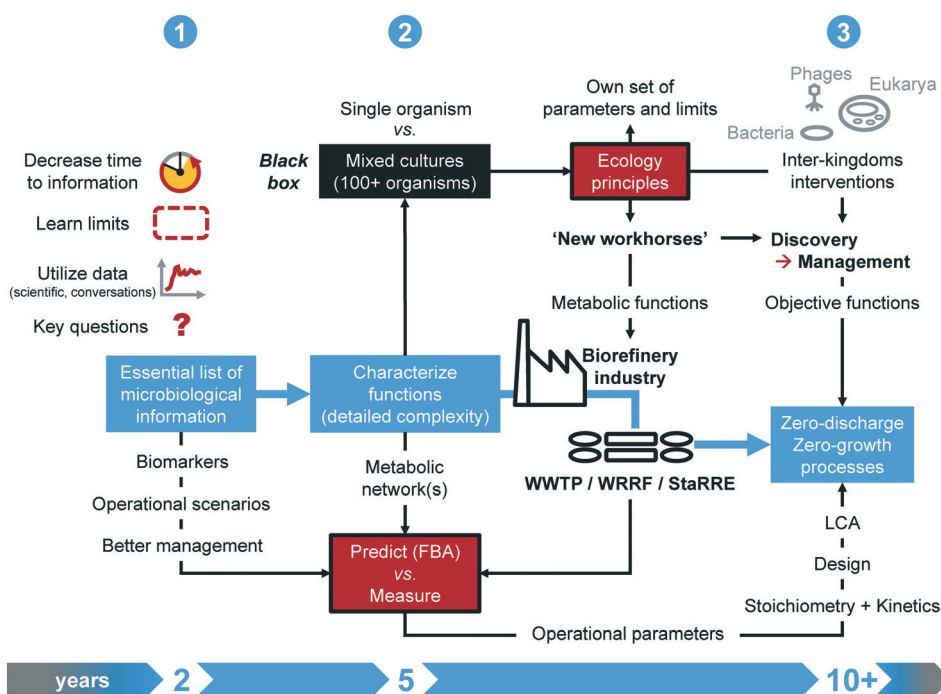 1
2
3
Decrease time
to information
Learn limits
Utilize data
(scientific, conversations)
Key questions
?
Essential list of
microbiological
information
Biomarkers
Operational scenarios
Better management
Single organism
vs.
Black
box
Mixed cultures
(100+ organisms)
Characterize
functions
(detailed complexity)
Metabolic
network(s)
Predict (FBA)
vs.
Measure
Own set of
parameters and limits
Ecology
principles
'New workhorses'
Metabolic functions
Biorefinery
industry
WWTP / WRRF / StaRRE
Operational parameters
Phages
Eukarya
Bacteria
Inter-kingdoms
interventions
Discovery
→ Management
Objective functions
Zero-discharge
Zero-growth
processes
LCA
Design
Stoichiometry + Kinetics
years
2
5
10+